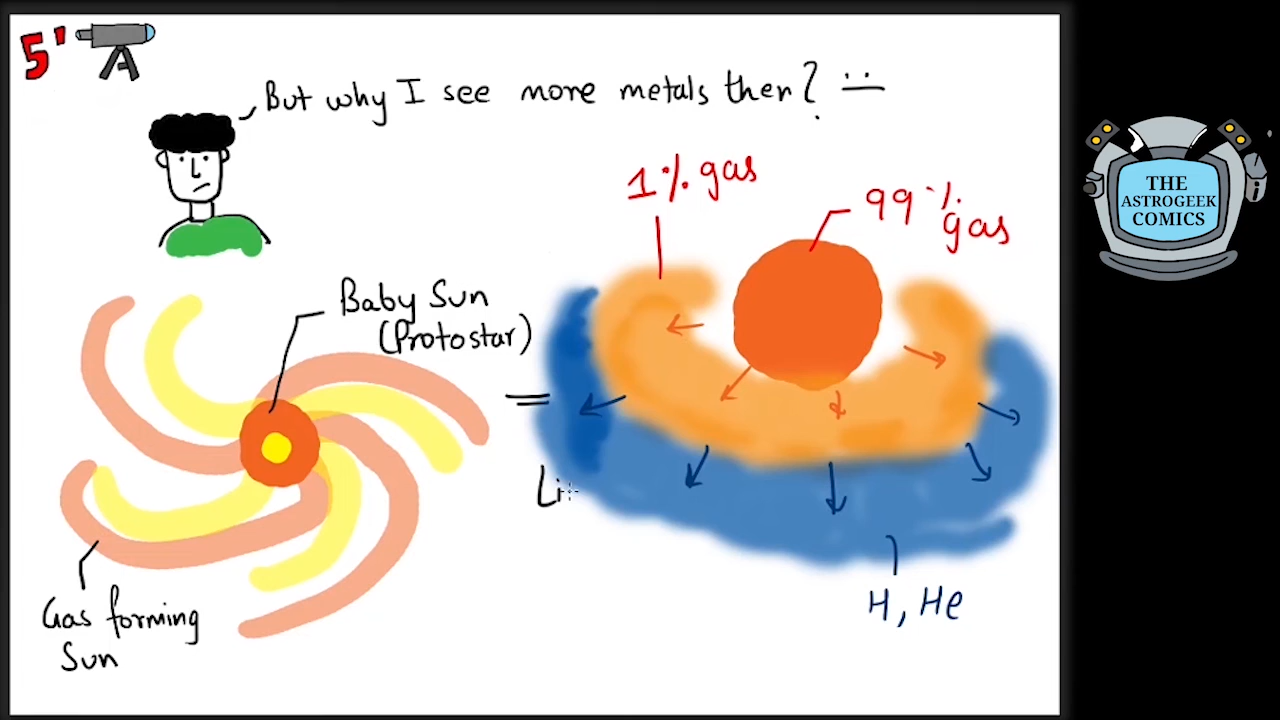 5'
But why I see more metals then?
1% gas
99% gas
THE
ASTROGEEK
COMICS
Baby Sun
(Protostar)
=
Li
H, He
Gas forming
Sun